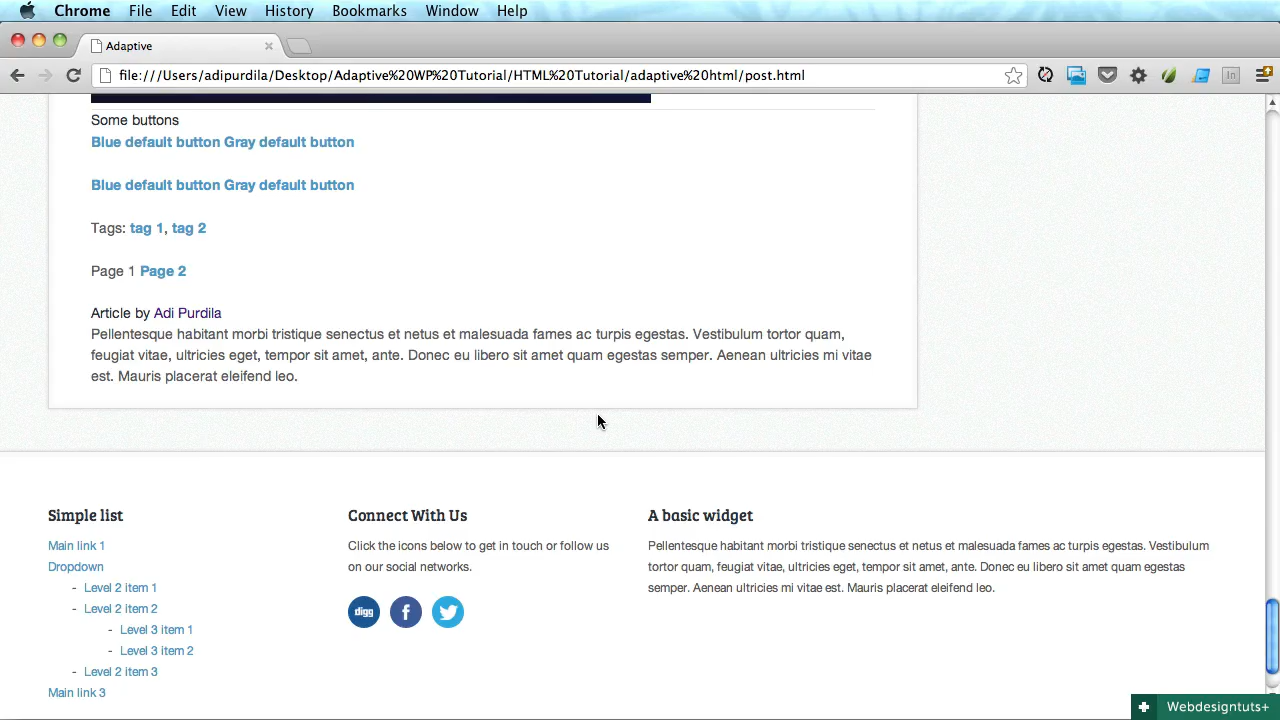 Chrome File Edit View History Bookmarks Window Help
Adaptive
file:///Users/adipurdila/Desktop/Adaptive%20WP%20Tutorial/HTML%20Tutorial/adaptive%20html/post.html
In
Some buttons
Blue default button Gray default button
Blue default button Gray default button
Tags: tag 1, tag 2
Page 1 Page 2
Article by Adi Purdila
Pellentesque habitant morbi tristique senectus et netus et malesuada fames ac turpis egestas. Vestibulum tortor quam,
feugiat vitae, ultricies eget, tempor sit amet, ante. Donec eu libero sit amet quam egestas semper. Aenean ultricies mi vitae
est. Mauris placerat eleifend leo.
Simple list
Main link 1
Dropdown
- Level 2 item 1
- Level 2 item 2
- Level 3 item 1
- Level 3 item 2
- Level 2 item 3
Main link 3
Connect With Us
Click the icons below to get in touch or follow us
on our social networks.
digg f
A basic widget
Pellentesque habitant morbi tristique senectus et netus et malesuada fames ac turpis egestas. Vestibulum
tortor quam, feugiat vitae, ultricies eget, tempor sit amet, ante. Donec eu libero sit amet quam egestas
semper. Aenean ultricies mi vitae est. Mauris placerat eleifend leo.
Webdesigntuts+